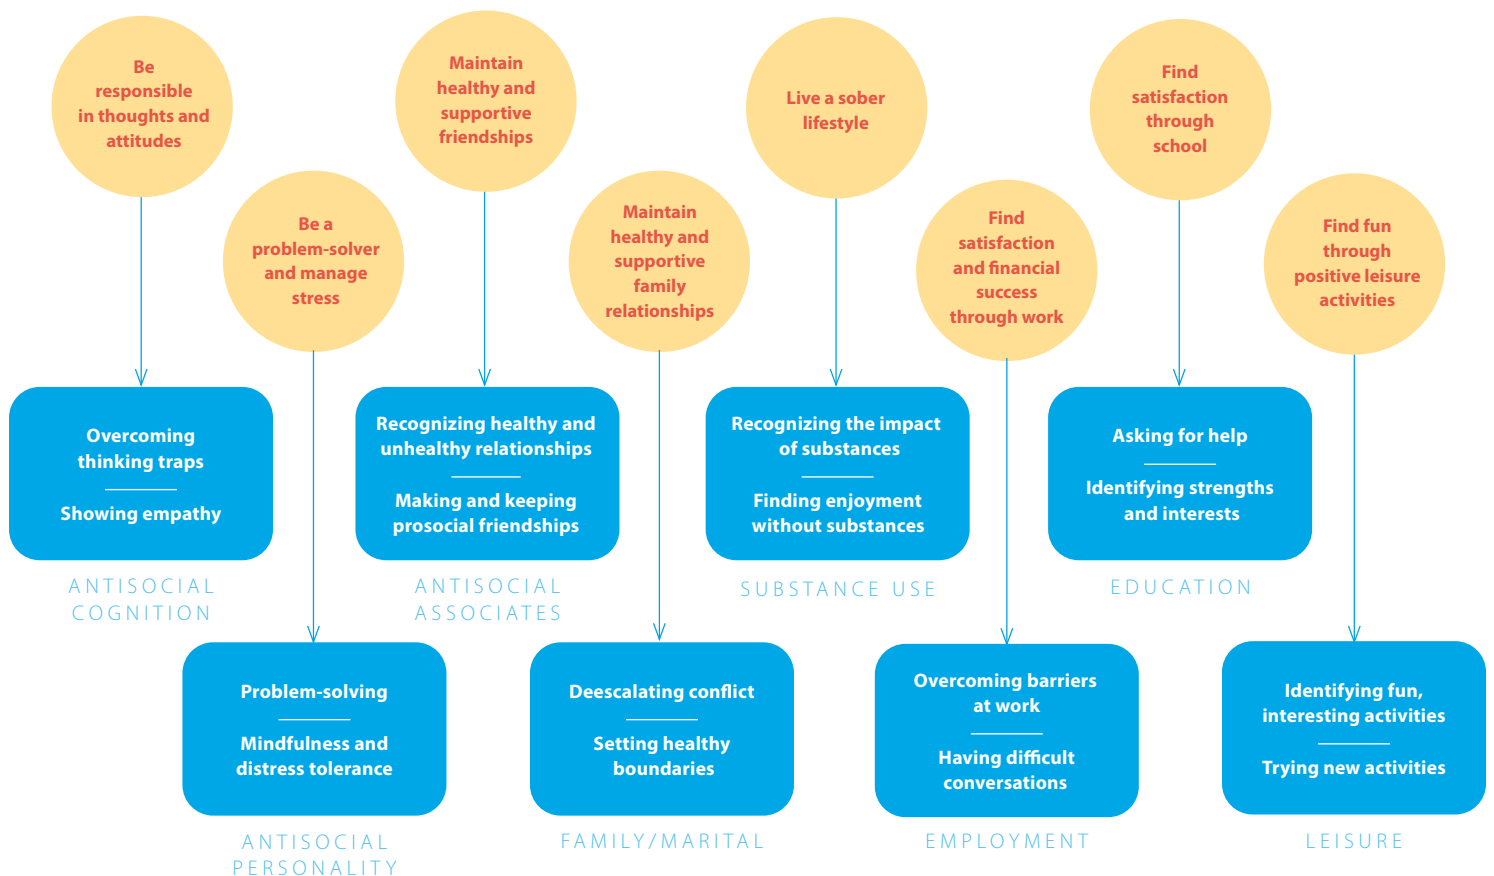 Be
responsible
in thoughts and
attitudes
Maintain
healthy and
supportive
friendships
Live a sober
lifestyle
Find
satisfaction
through
school
Be a
problem-solver
and manage
stress
Maintain
healthy and
supportive
family
relationships
Find
satisfaction
and financial
success
through work
Find fun
through
positive leisure
activities
Overcoming
thinking traps
Showing empathy
ANTISOCIAL
COGNITION
Recognizing healthy and
unhealthy relationships
Making and keeping
prosocial friendships
ANTISOCIAL
ASSOCIATES
Recognizing the impact
of substances
Finding enjoyment
without substances
SUBSTANCE USE
Asking for help
Identifying strengths
and interests
EDUCATION
Problem-solving
Mindfulness and
distress tolerance
ANTISOCIAL
PERSONALITY
Deescalating conflict
Setting healthy
boundaries
FAMILY/MARITAL
Overcoming barriers
at work
Having difficult
conversations
EMPLOYMENT
Identifying fun,
interesting activities
Trying new activities
LEISURE